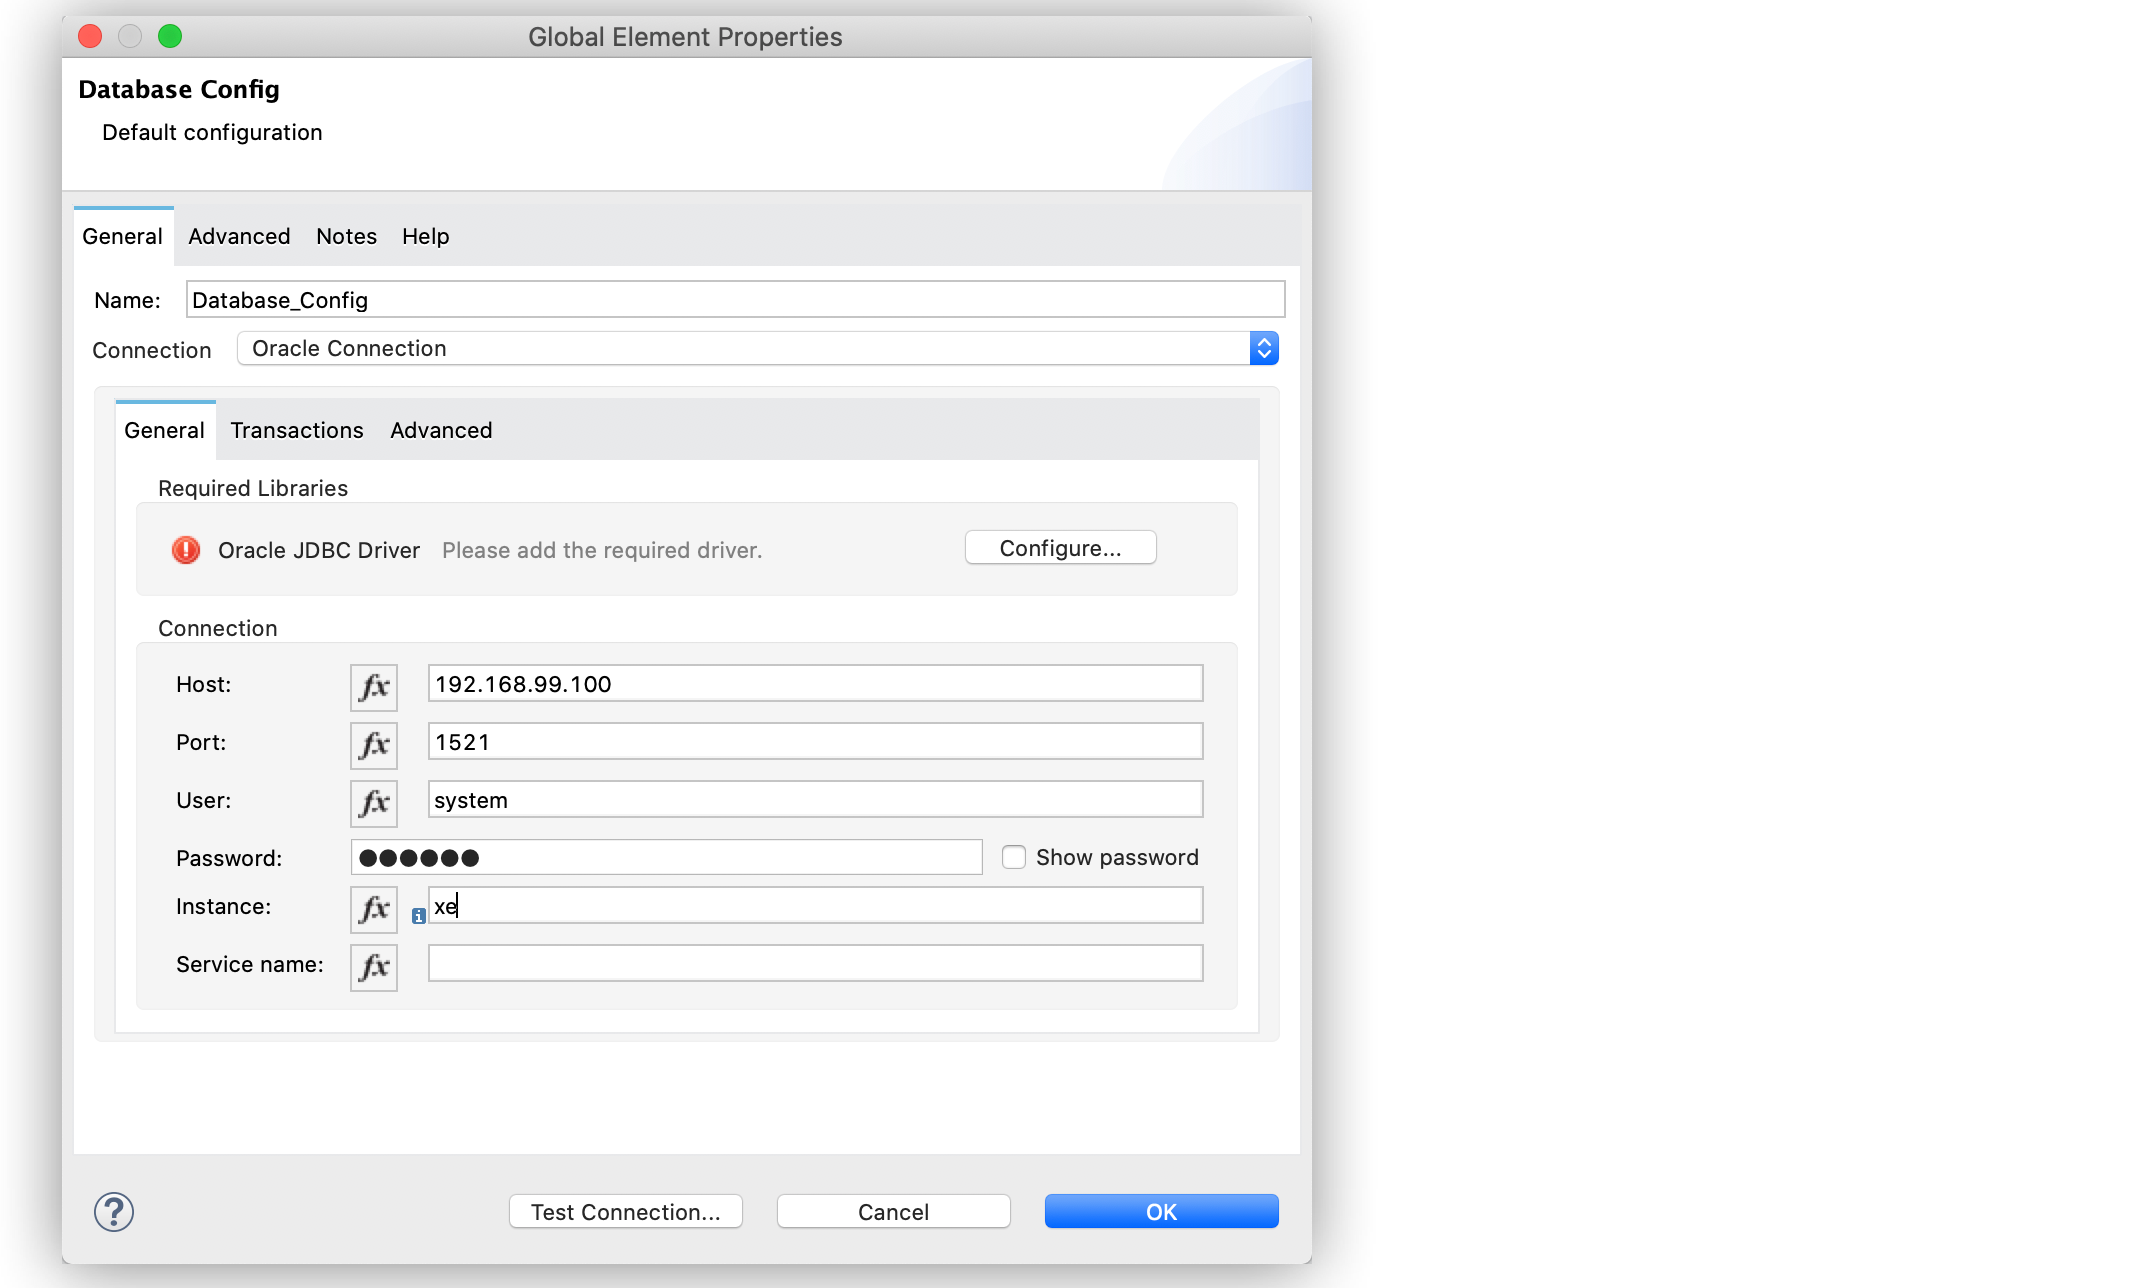 Global Element Properties
Database Config
Default configuration
General Advanced Notes Help
Name: Database_Config
Connection Oracle Connection
General Transactions Advanced
Required Libraries
Oracle JDBC Driver Please add the required driver. Configure...
Connection
Host: fx 192.168.99.100
Port: fx 1521
User: fx system
Password: ●●●●●● Show password
Instance: fx i xe
Service name: fx
? Test Connection... Cancel OK